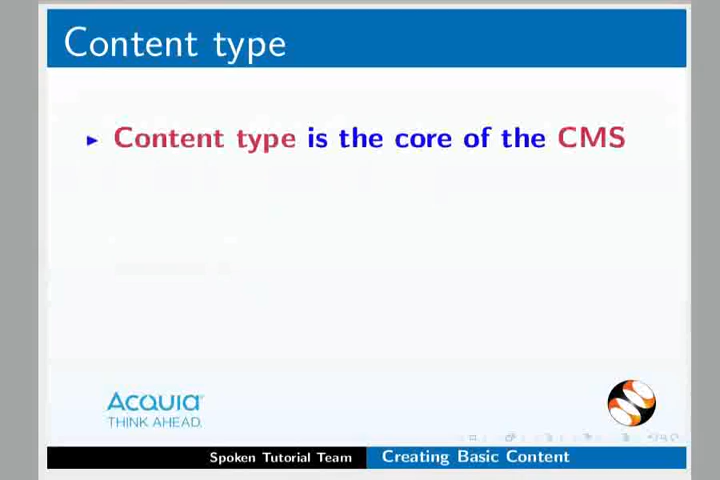 Content type
Content type is the core of the CMS
Acquia
THINK AHEAD.
Spoken Tutorial Team
Creating Basic Content